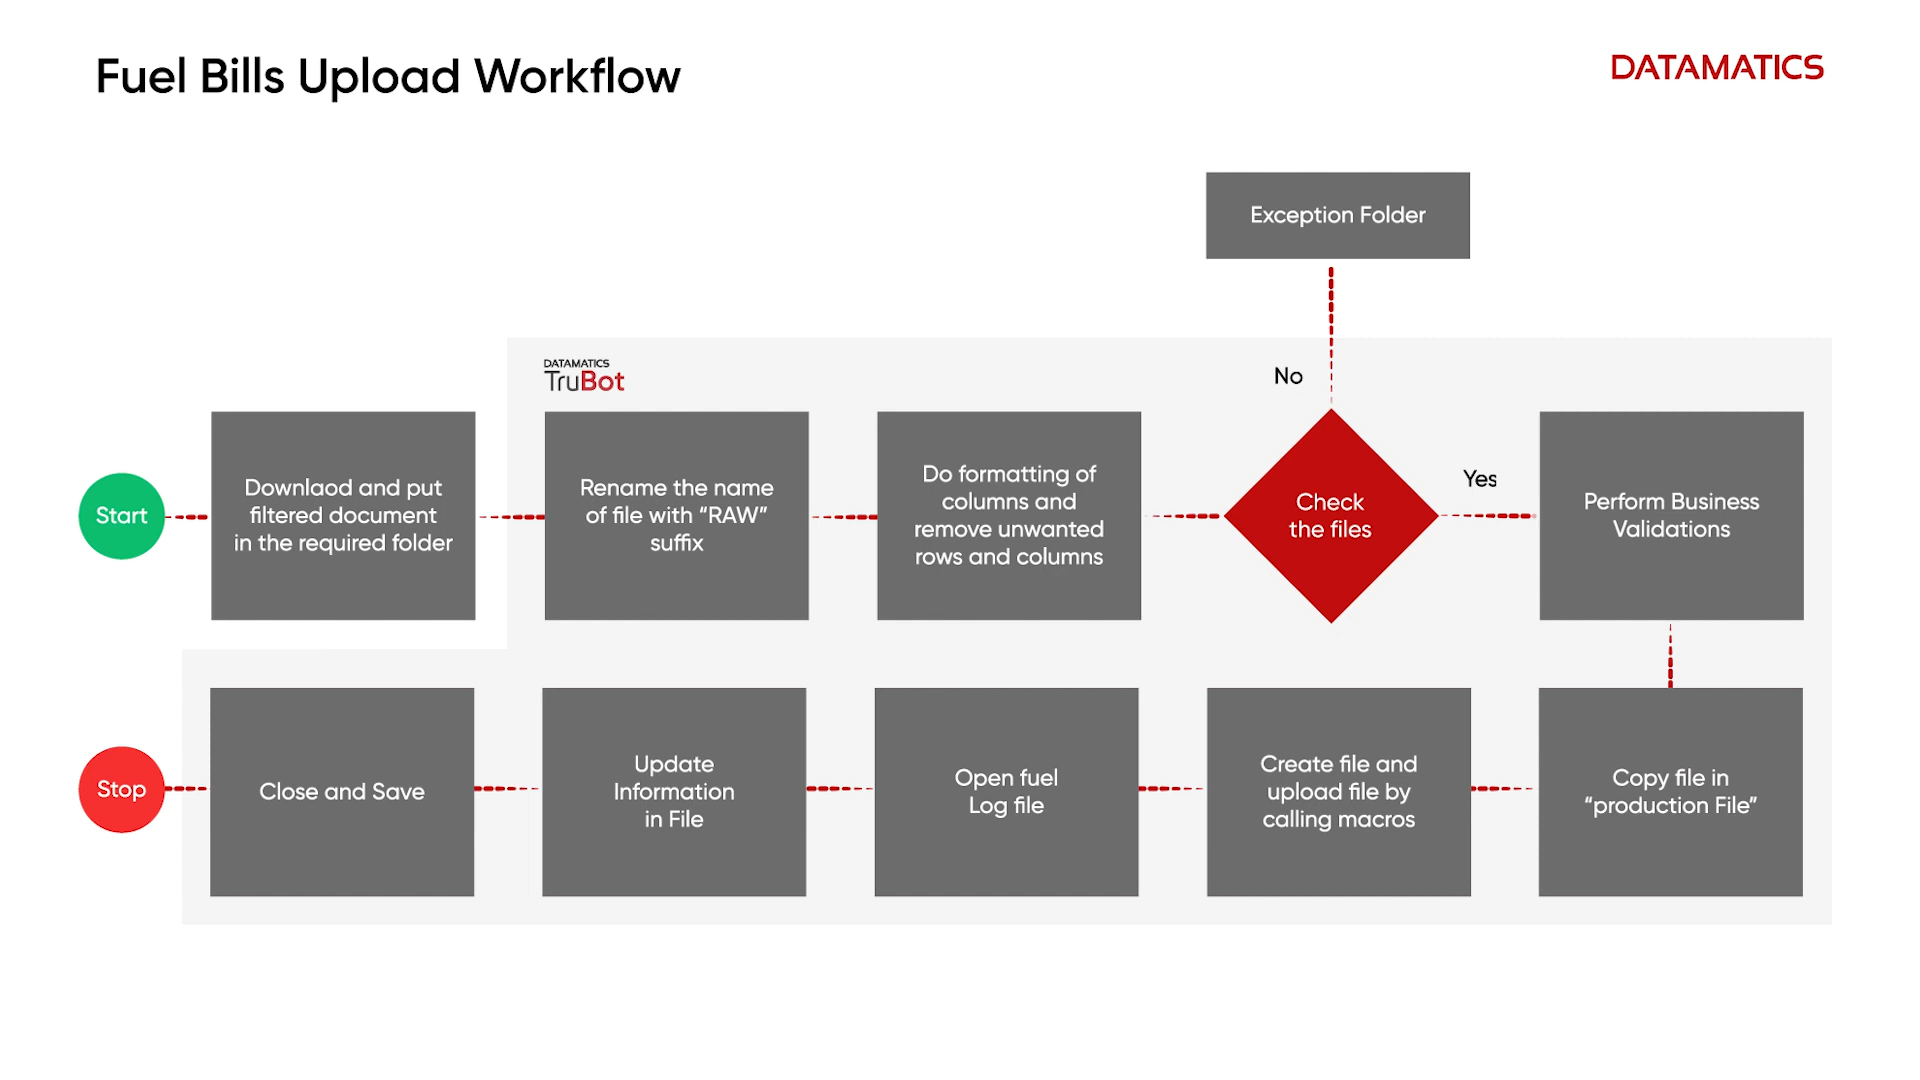 Fuel Bills Upload Workflow
DATAMATICS
Exception Folder
DATAMATICS
TruBot
No
Start
Downlaod and put
filtered document
in the required folder
Rename the name
of file with “RAW”
suffix
Do formatting of
columns and
remove unwanted
rows and columns
Check
the files
Yes
Perform Business
Validations
Stop
Close and Save
Update
Information
in File
Open fuel
Log file
Create file and
upload file by
calling macros
Copy file in
“production File”